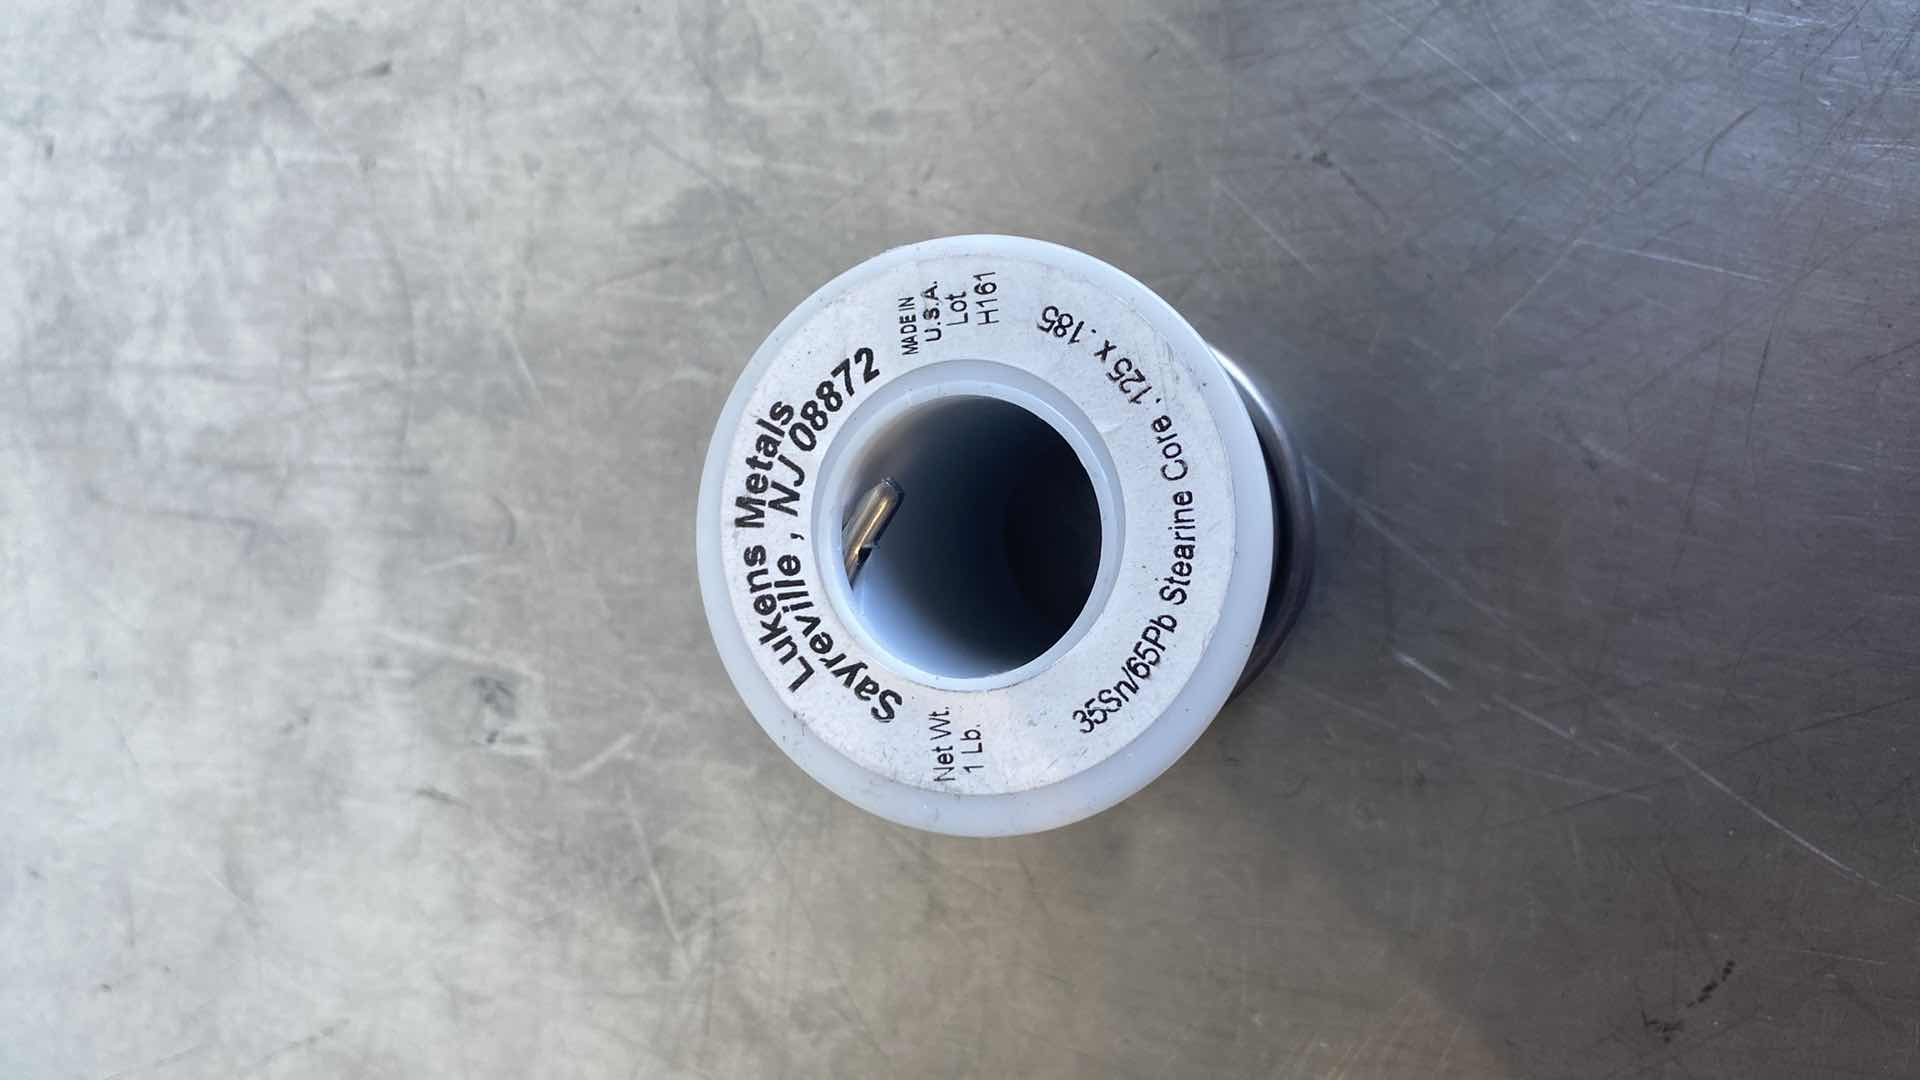 Lukens Metals
Sayreville, NJ 08872
MADE IN
U.S.A.
Lot
H161
Net Wt.
1 Lb.
35Sn/65Pb Stearine Core .125 x .185